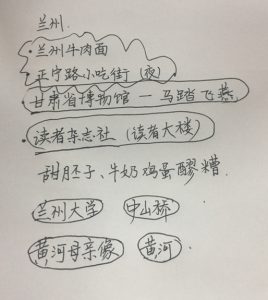 兰州.
·兰州牛肉面
正宁路小吃街(夜)
甘肃省博物馆 — 马踏飞燕.
·读者杂志社(读者大楼)
甜胚子、牛奶鸡蛋醪糟.
兰州大学 中山桥
黄河母亲像 黄河